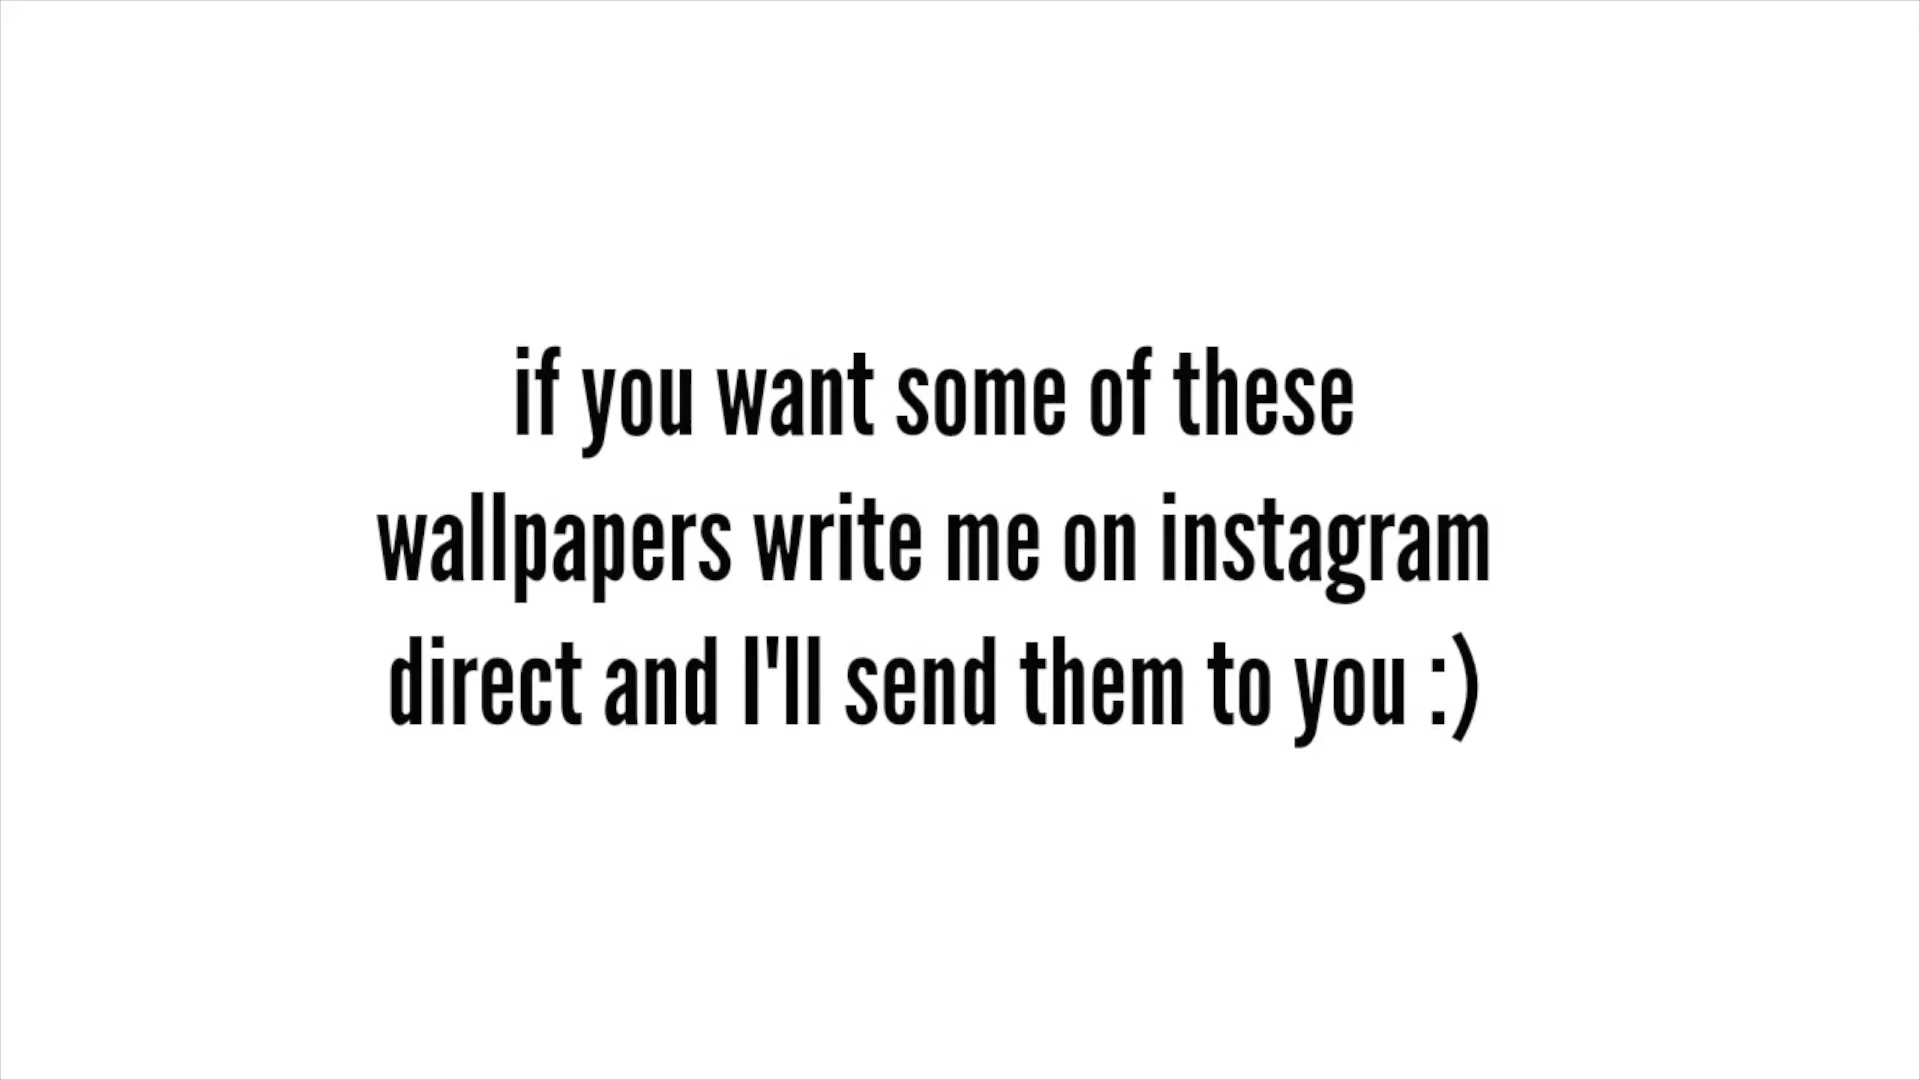 if you want some of these
wallpapers write me on instagram
direct and I'll send them to you :)